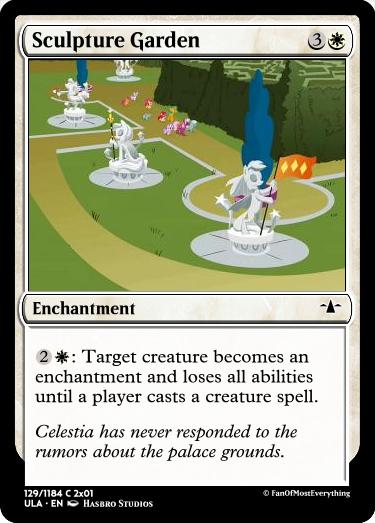 Sculpture Garden 3
Enchantment
2 : Target creature becomes an
enchantment and loses all abilities
until a player casts a creature spell.
Celestia has never responded to the
rumors about the palace grounds.
129/1184 C 2x01
ULA • EN Hasbro Studios
© FanOfMostEverything